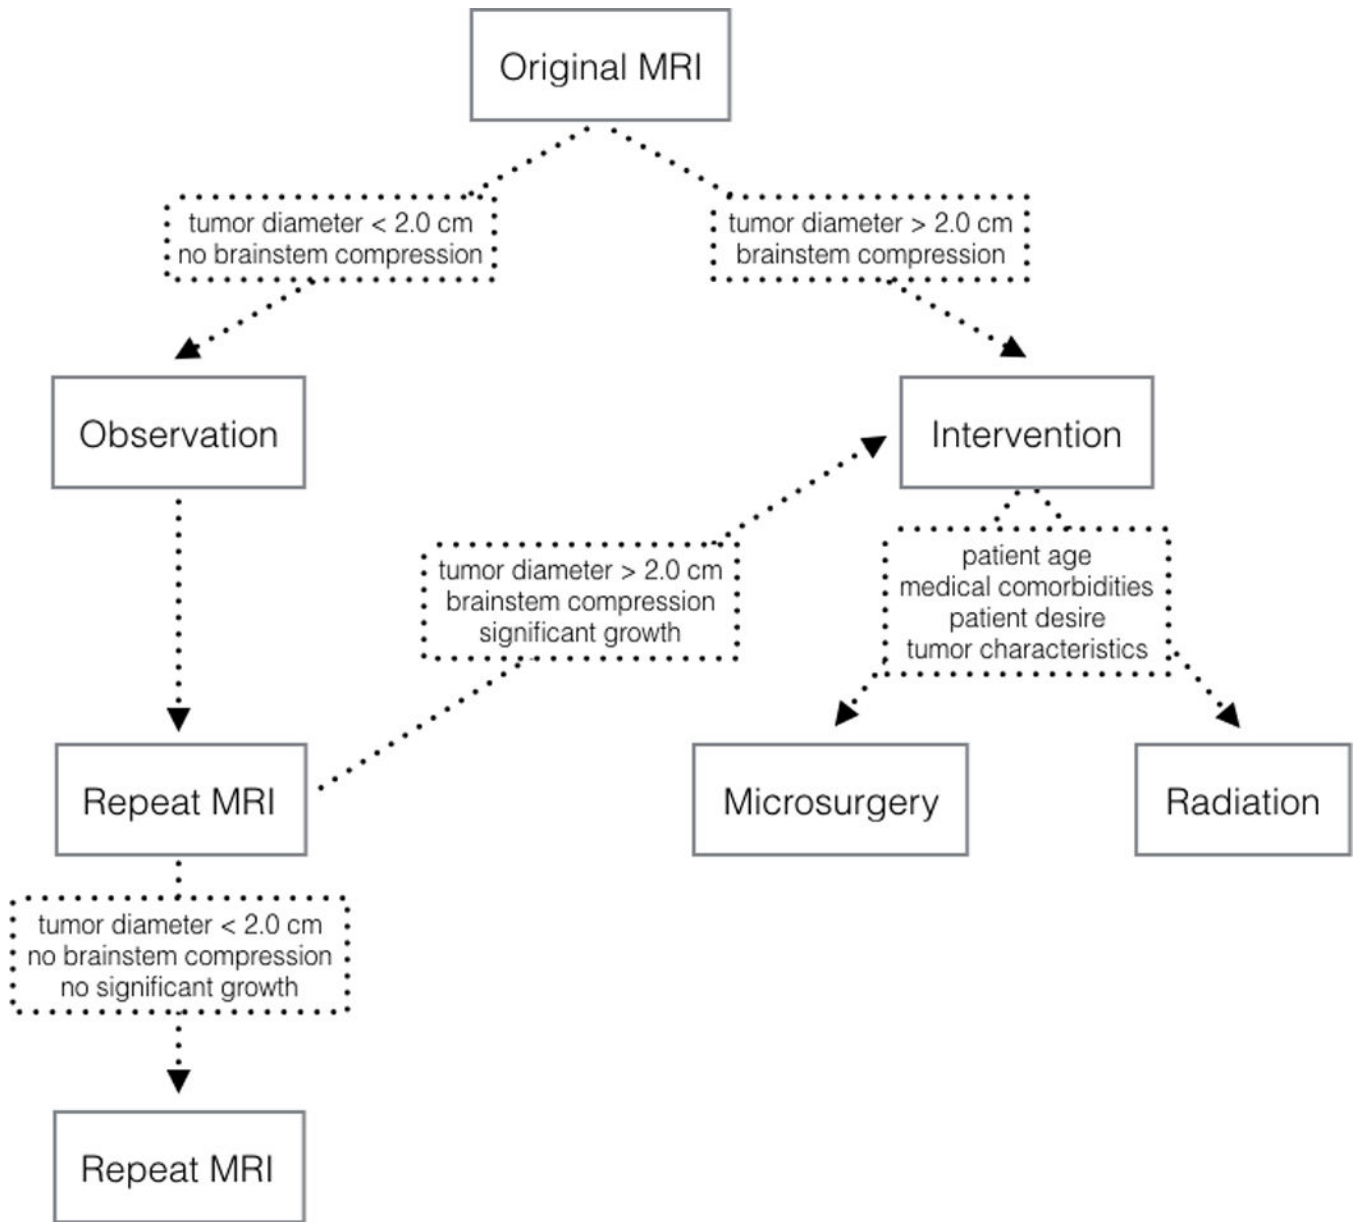 Original MRI
tumor diameter < 2.0 cm
no brainstem compression
tumor diameter > 2.0 cm
brainstem compression
Observation
Intervention
tumor diameter > 2.0 cm
brainstem compression
significant growth
patient age
medical comorbidities
patient desire
tumor characteristics
Repeat MRI
Microsurgery
Radiation
tumor diameter < 2.0 cm
no brainstem compression
no significant growth
Repeat MRI